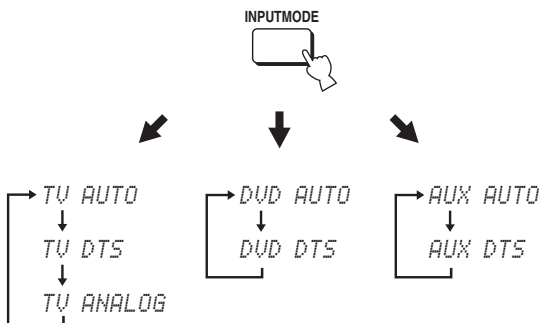 INPUTMODE
TV AUTO DVD AUTO AUX AUTO
TV DTS DVD DTS AUX DTS
TV ANALOG